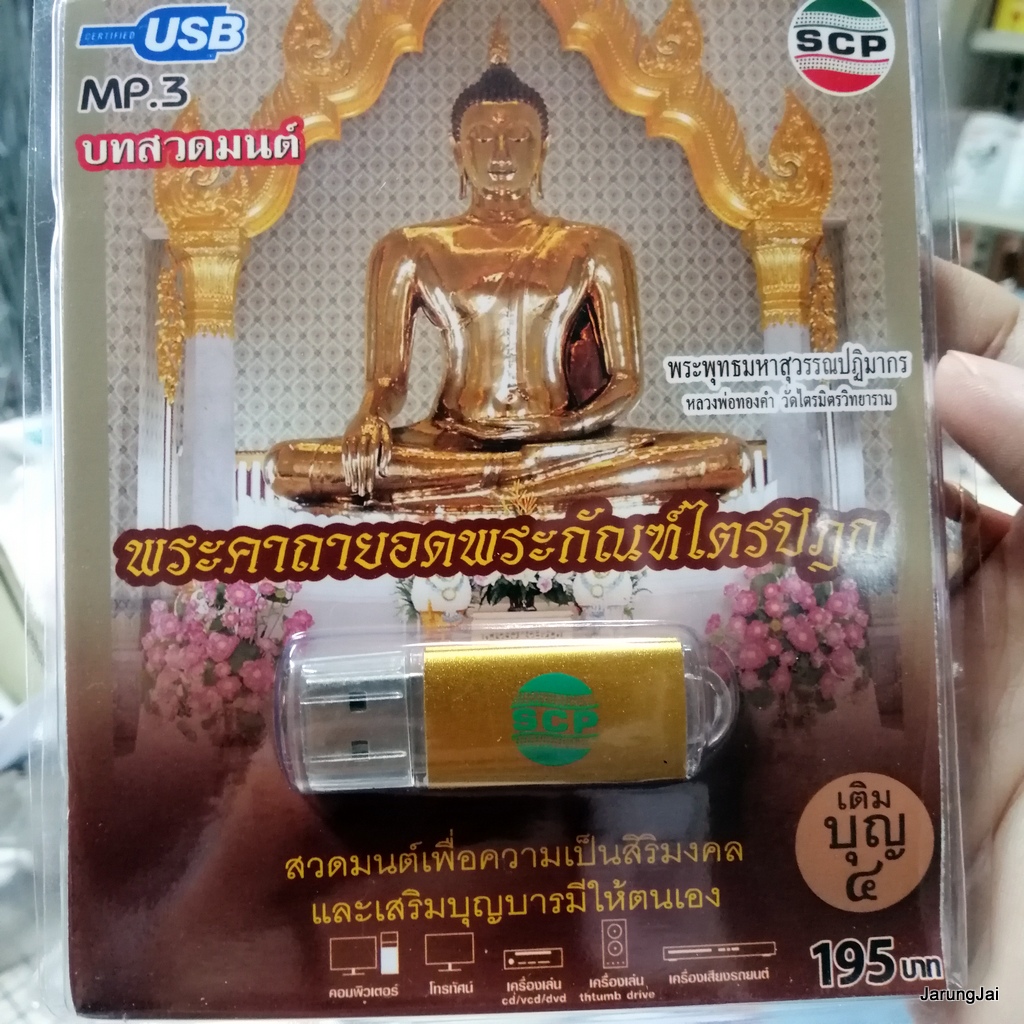 CERTIFIED USB
SCP
MP.3
บทสวดมนต์
พระพุทธมหาสุวรรณปฏิมากร
หลวงพ่อทองคำ วัดไตรมิตรวิทยาราม
พระคาถายอดพระกัณฑ์ไตรปิฎก
SCP
เติม
บุญ
๔
สวดมนต์เพื่อความเป็นสิริมงคล
และเสริมบุญบารมีให้ตนเอง
คอมพิวเตอร์ โทรทัศน์ เครื่องเล่น cd/vcd/dvd เครื่องเล่น thtumb drive เครื่องเสียงรถยนต์
195 บาท
JarungJai